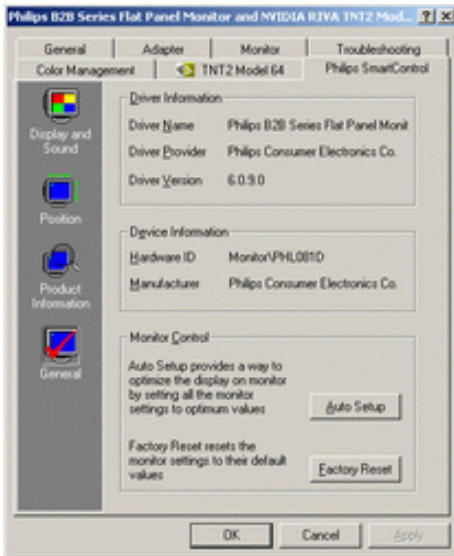 Philips B2B Series Flat Panel Monitor and NVIDIA RIVA TNT2 Mod...
General Adapter Monitor Troubleshooting
Color Management TNT2 Model 64 Philips SmartControl
Display and
Sound
Position
Product
Information
General
Driver Information
Driver Name Philips B2B Series Flat Panel Monit
Driver Provider Philips Consumer Electronics Co.
Driver Version 6.0.9.0
Device Information
Hardware ID Monitor\PHL081D
Manufacturer Philips Consumer Electronics Co.
Monitor Control
Auto Setup provides a way to
optimize the display on monitor
by setting all the monitor
settings to optimum values
Auto Setup
Factory Reset resets the
monitor settings to their default
values
Factory Reset
OK Cancel Apply